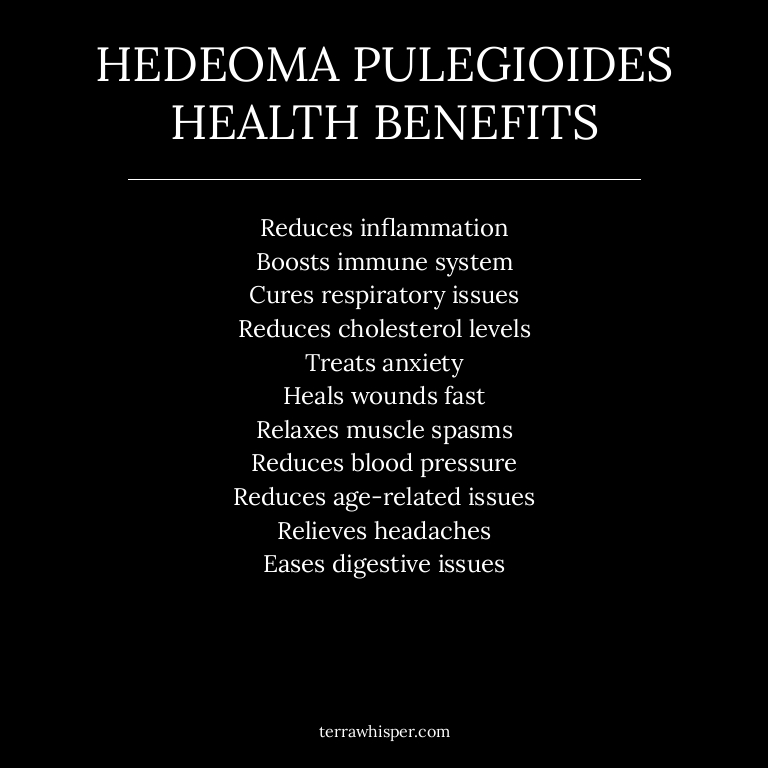 HEDEOMA PULEGIOIDES
HEALTH BENEFITS
Reduces inflammation
Boosts immune system
Cures respiratory issues
Reduces cholesterol levels
Treats anxiety
Heals wounds fast
Relaxes muscle spasms
Reduces blood pressure
Reduces age-related issues
Relieves headaches
Eases digestive issues
terrawhisper.com